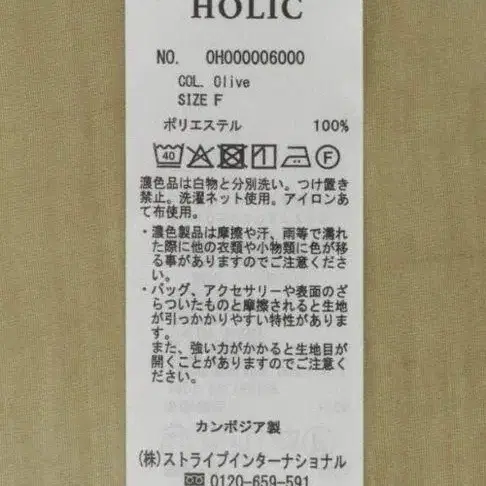 HOLIC
NO. OH000006000
COL. Olive
SIZE F
ポリエステル 100%
40
F
濃色品は白物と分別洗い。つけ置き
禁止。洗濯ネット使用。アイロンあ
て布使用。
・濃色製品は摩擦や汗、雨等で濡れ
た際に他の衣類や小物類に色が移
る事がありますのでご注意くださ
い。
・バッグ、アクセサリーや表面のざ
らついたものと摩擦されると生地
が引っかかりやすい特性がありま
す。
また、強い力がかかると生地目が
開くことがありますのでご注意く
ださい。
カンボジア製
(株)ストライプインターナショナル
0120-659-591